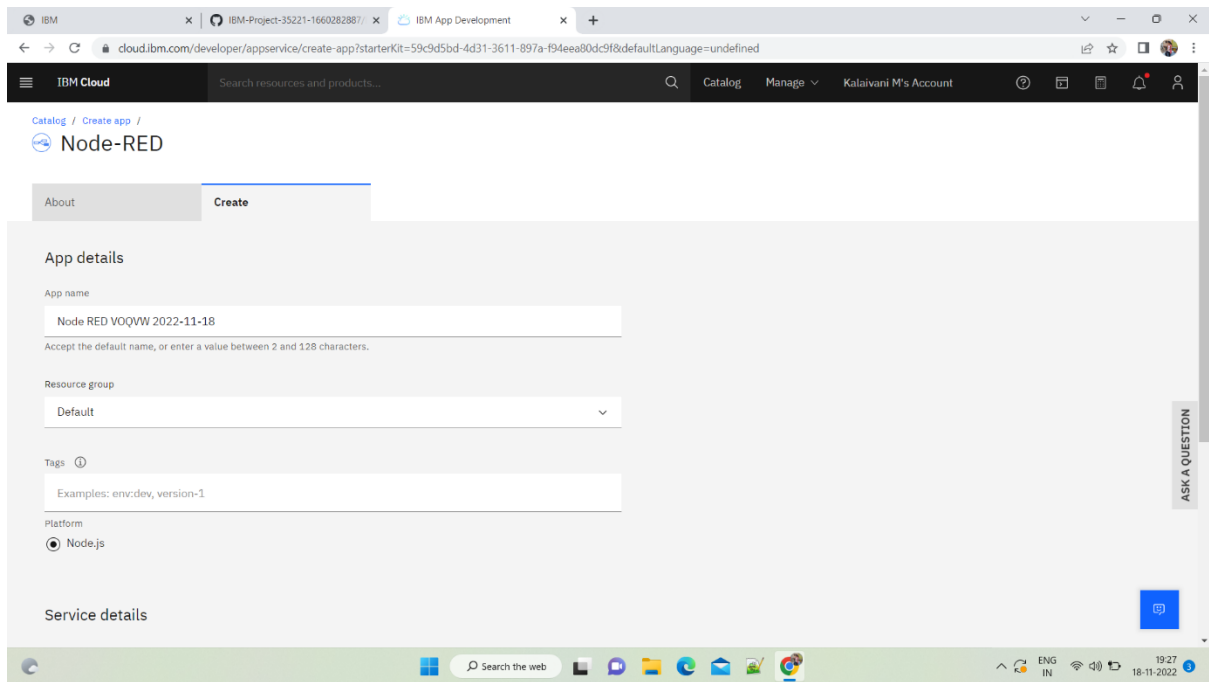 IBM
IBM-Project-35221-1660282887/
IBM App Development
cloud.ibm.com/developer/appservice/create-app?starterKit=59c9d5bd-4d31-3611-897a-f94eea80dc9f&defaultLanguage=undefined
IBM Cloud
Search resources and products...
Catalog
Manage
Kalaivani M's Account
Catalog / Create app /
Node-RED
About
Create
App details
App name
Node RED VOQVW 2022-11-18
Accept the default name, or enter a value between 2 and 128 characters.
Resource group
Default
Tags
Examples: env:dev, version-1
Platform
Node.js
Service details
ASK A QUESTION
Search the web
ENG
IN
19:27
18-11-2022
3